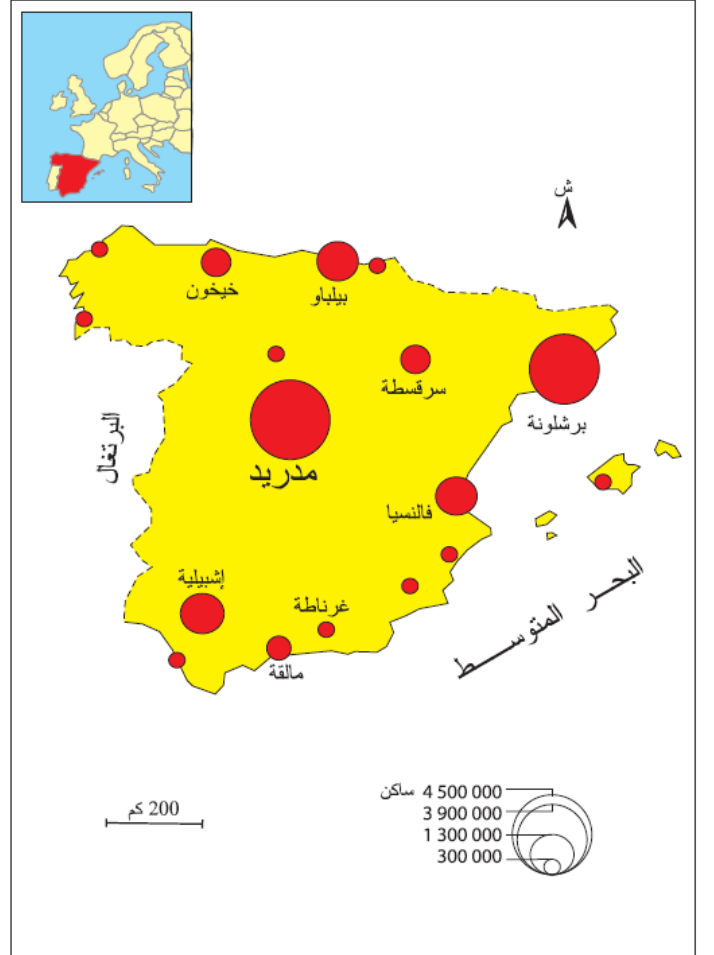 ش
خيخون
بيلباو
سرقسطة
برشلونة
البرتغال
مدريد
فالنسيا
إشبيلية
غرناطة
مالقة
البحر المتوسط
200 كم
4 500 000 ساكن
3 900 000
1 300 000
300 000